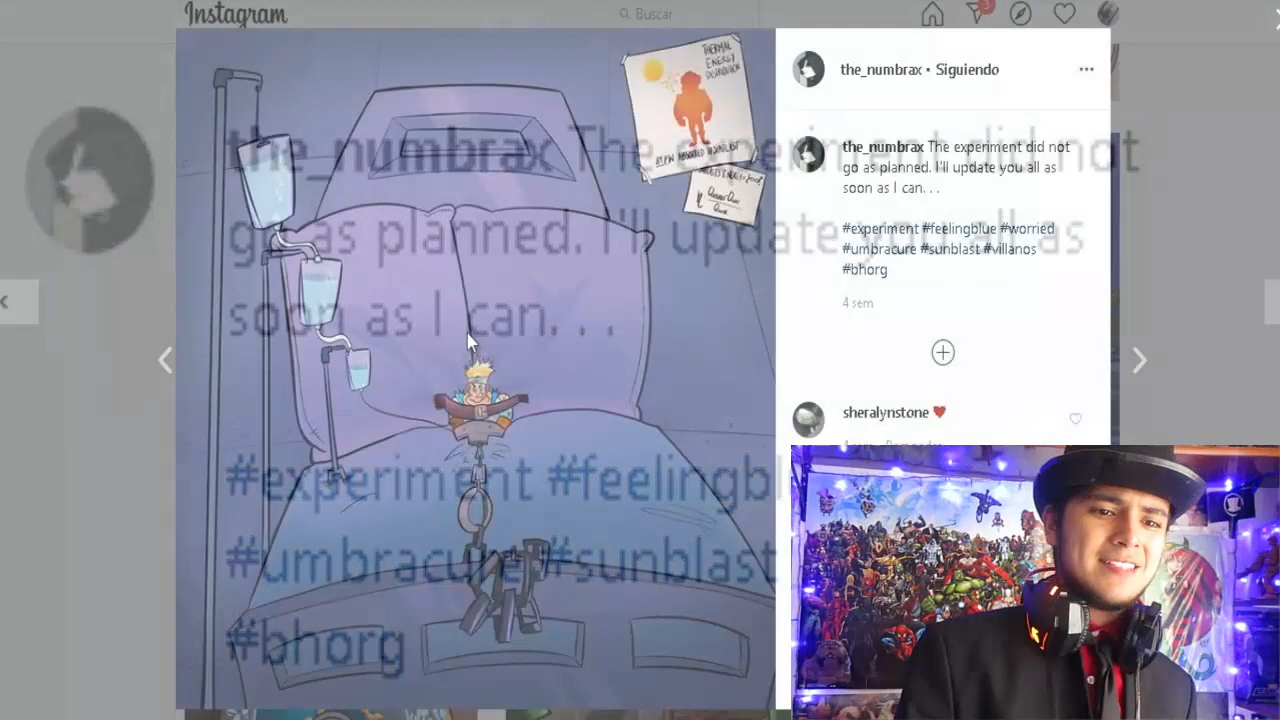 Instagram
Buscar
3
the_numbrax • Siguiendo
•••
the_numbrax The experiment did not
go as planned. I'll update you all as
soon as I can. . .
#experiment #feelingblue #worried
#umbracure #sunblast #villanos
#bhorg
4 sem
sheralynstone ❤
THERMAL
ENERGY
DISTRIBUTION
the_numbrax The experiment did not
go as planned. I'll update you all as
soon as I can. . .
#experiment #feelingbl
#umbracure #sunblast
#bhorg